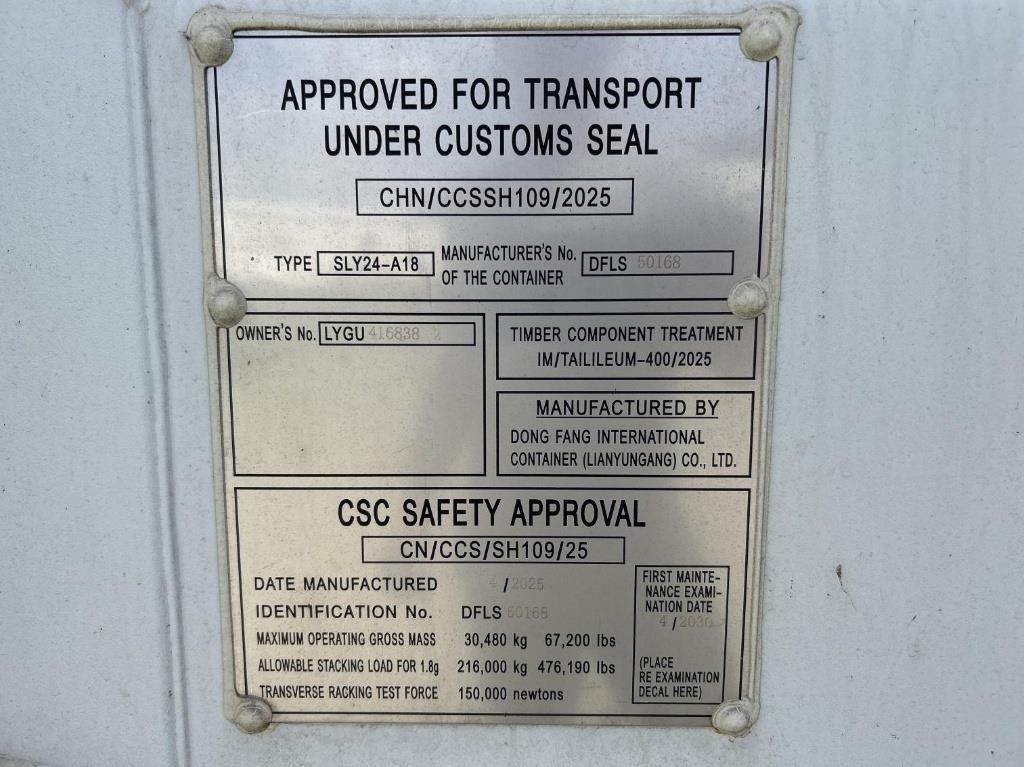 APPROVED FOR TRANSPORT
UNDER CUSTOMS SEAL
CHN/CCSSH109/2025
TYPE SLY24-A18 MANUFACTURER'S No. OF THE CONTAINER DFLS 50168
OWNER'S No. LYGU 416838 2
TIMBER COMPONENT TREATMENT
IM/TAILILEUM-400/2025
MANUFACTURED BY
DONG FANG INTERNATIONAL
CONTAINER (LIANYUNGANG) CO., LTD.
CSC SAFETY APPROVAL
CN/CCS/SH109/25
DATE MANUFACTURED 4 / 2025
IDENTIFICATION No. DFLS 50168
MAXIMUM OPERATING GROSS MASS 30,480 kg 67,200 lbs
ALLOWABLE STACKING LOAD FOR 1.8g 216,000 kg 476,190 lbs
TRANSVERSE RACKING TEST FORCE 150,000 newtons
FIRST MAINTE-
NANCE EXAMI-
NATION DATE
4 / 2030
(PLACE
RE EXAMINATION
DECAL HERE)